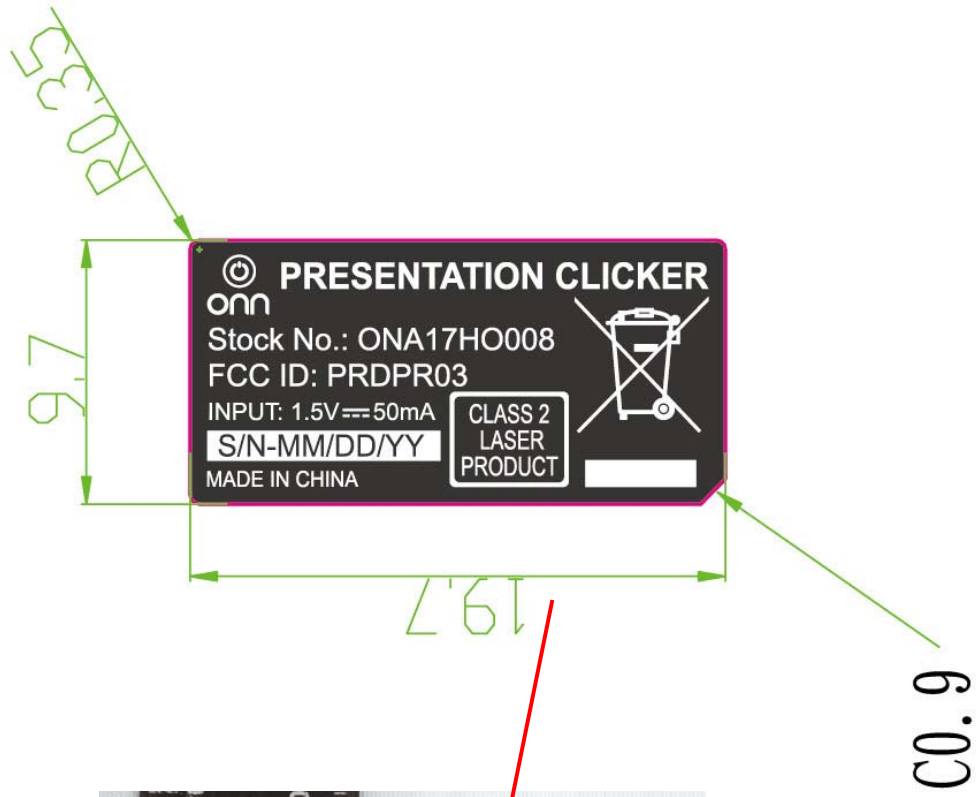 R0.35
PRESENTATION CLICKER
onn
Stock No.: ONA17HO008
FCC ID: PRDPR03
INPUT: 1.5V⎓50mA
S/N-MM/DD/YY
MADE IN CHINA
CLASS 2
LASER
PRODUCT
9.7
19.7
C0.9